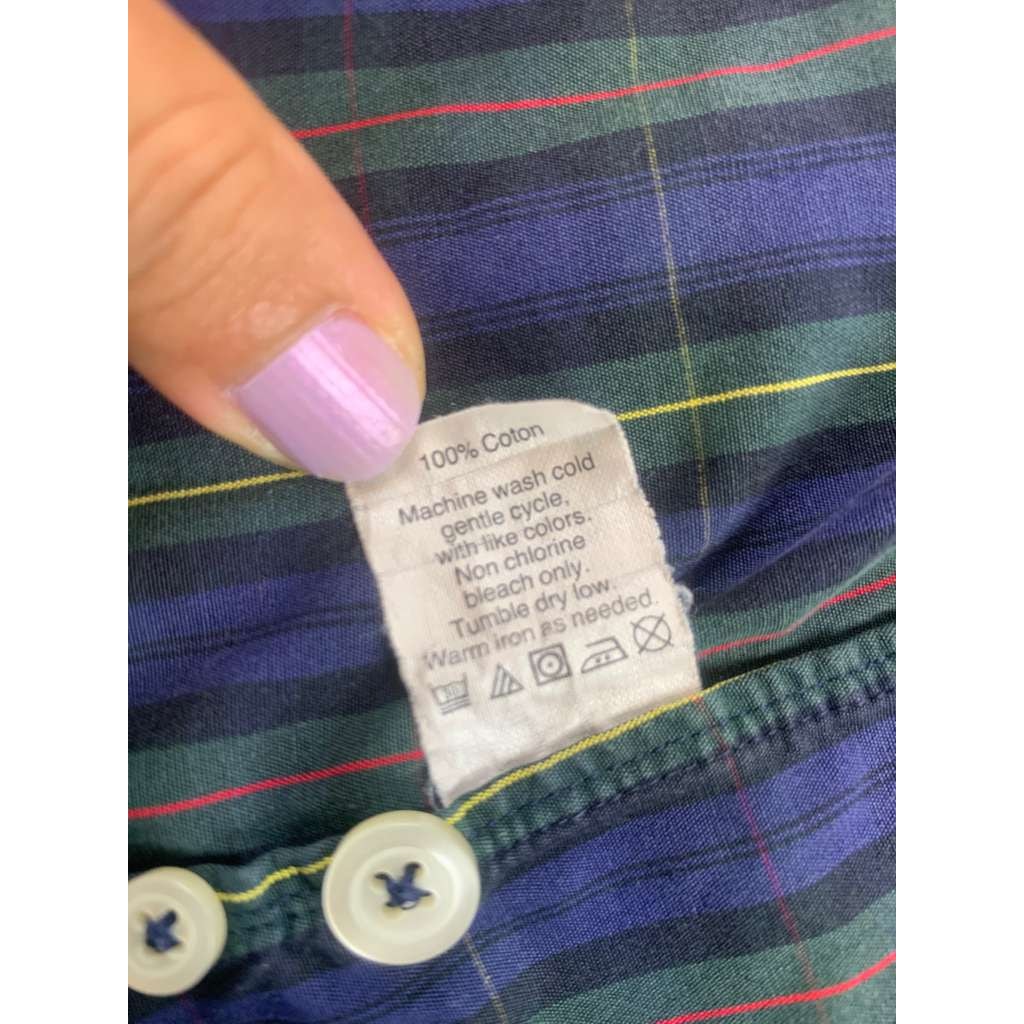 100% Coton
Machine wash cold
gentle cycle,
with like colors.
Non chlorine
bleach only.
Tumble dry low.
Warm iron as needed.